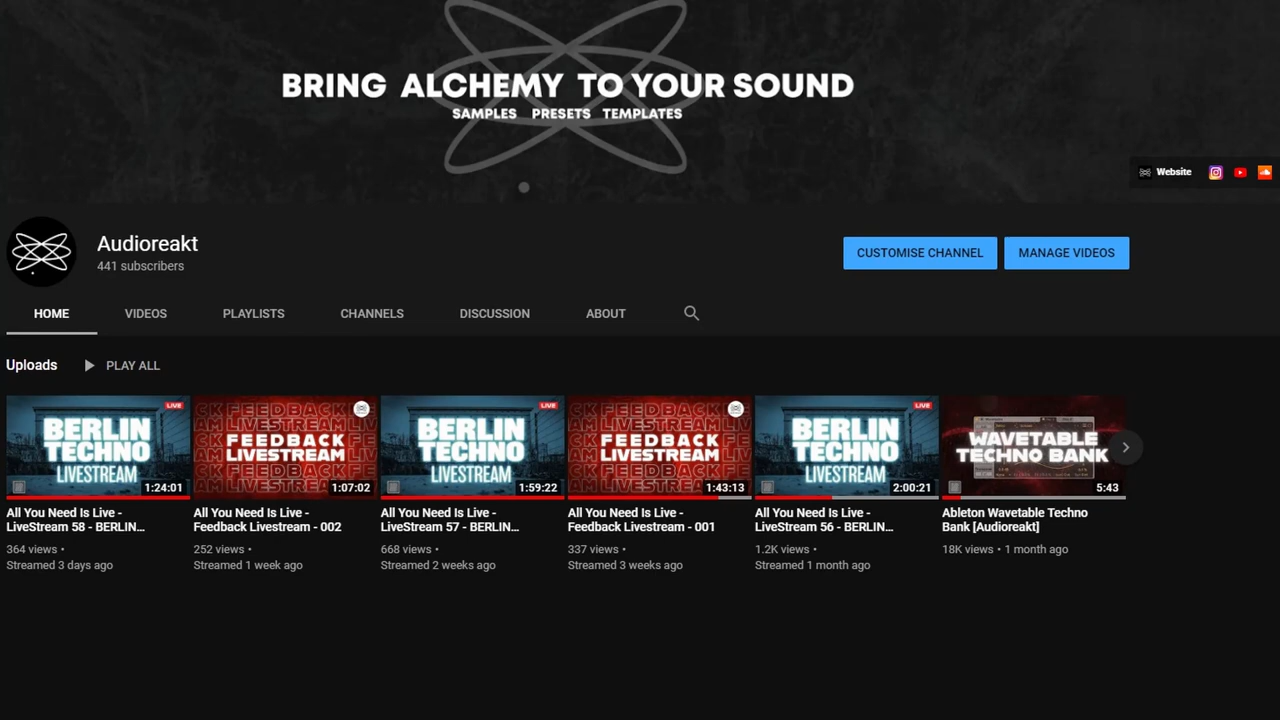 BRING ALCHEMY TO YOUR SOUND
SAMPLES PRESETS TEMPLATES
Website
Audioreakt
441 subscribers
CUSTOMISE CHANNEL
MANAGE VIDEOS
HOME
VIDEOS
PLAYLISTS
CHANNELS
DISCUSSION
ABOUT
Uploads
PLAY ALL
LIVE
BERLIN
TECHNO
LIVESTREAM
1:24:01
All You Need Is Live -
LiveStream 58 - BERLIN...
364 views •
Streamed 3 days ago
FEEDBACK
FEEDBACK
LIVESTREAM
1:07:02
All You Need Is Live -
Feedback Livestream - 002
252 views •
Streamed 1 week ago
LIVE
BERLIN
TECHNO
LIVESTREAM
1:59:22
All You Need Is Live -
LiveStream 57 - BERLIN...
668 views •
Streamed 2 weeks ago
FEEDBACK
FEEDBACK
LIVESTREAM
1:43:13
All You Need Is Live -
Feedback Livestream - 001
337 views •
Streamed 3 weeks ago
LIVE
BERLIN
TECHNO
LIVESTREAM
2:00:21
All You Need Is Live -
LiveStream 56 - BERLIN...
1.2K views •
Streamed 1 month ago
WAVETABLE
TECHNO BANK
5:43
Ableton Wavetable Techno
Bank [Audioreakt]
18K views • 1 month ago